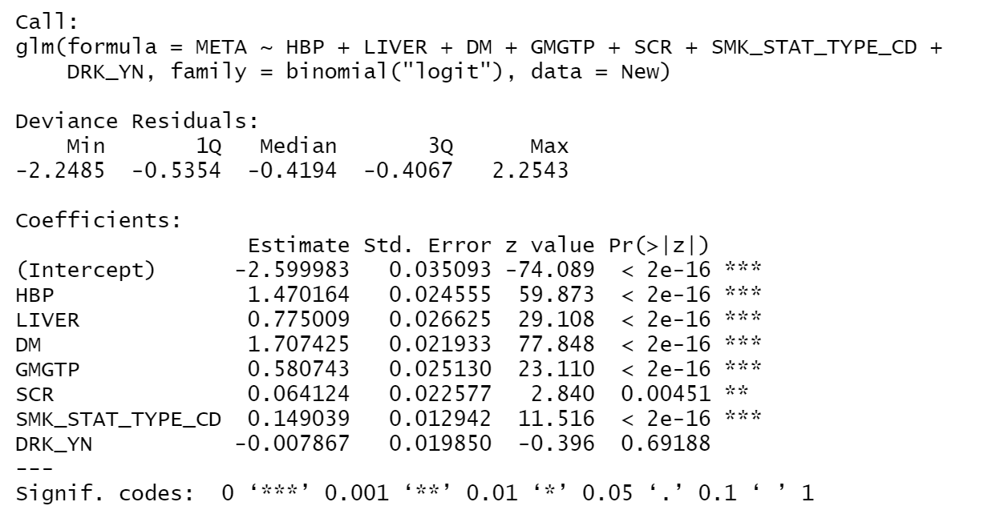 Call:
glm(formula = META ~ HBP + LIVER + DM + GMGTP + SCR + SMK_STAT_TYPE_CD +
    DRK_YN, family = binomial("logit"), data = New)

Deviance Residuals:
    Min       1Q   Median       3Q      Max
-2.2485  -0.5354  -0.4194  -0.4067   2.2543

Coefficients:
                  Estimate Std. Error z value Pr(>|z|)
(Intercept)      -2.599983   0.035093 -74.089  < 2e-16 ***
HBP               1.470164   0.024555  59.873  < 2e-16 ***
LIVER             0.775009   0.026625  29.108  < 2e-16 ***
DM                1.707425   0.021933  77.848  < 2e-16 ***
GMGTP             0.580743   0.025130  23.110  < 2e-16 ***
SCR               0.064124   0.022577   2.840  0.00451 **
SMK_STAT_TYPE_CD  0.149039   0.012942  11.516  < 2e-16 ***
DRK_YN           -0.007867   0.019850  -0.396  0.69188
---
Signif. codes:  0 ‘***’ 0.001 ‘**’ 0.01 ‘*’ 0.05 ‘.’ 0.1 ‘ ’ 1